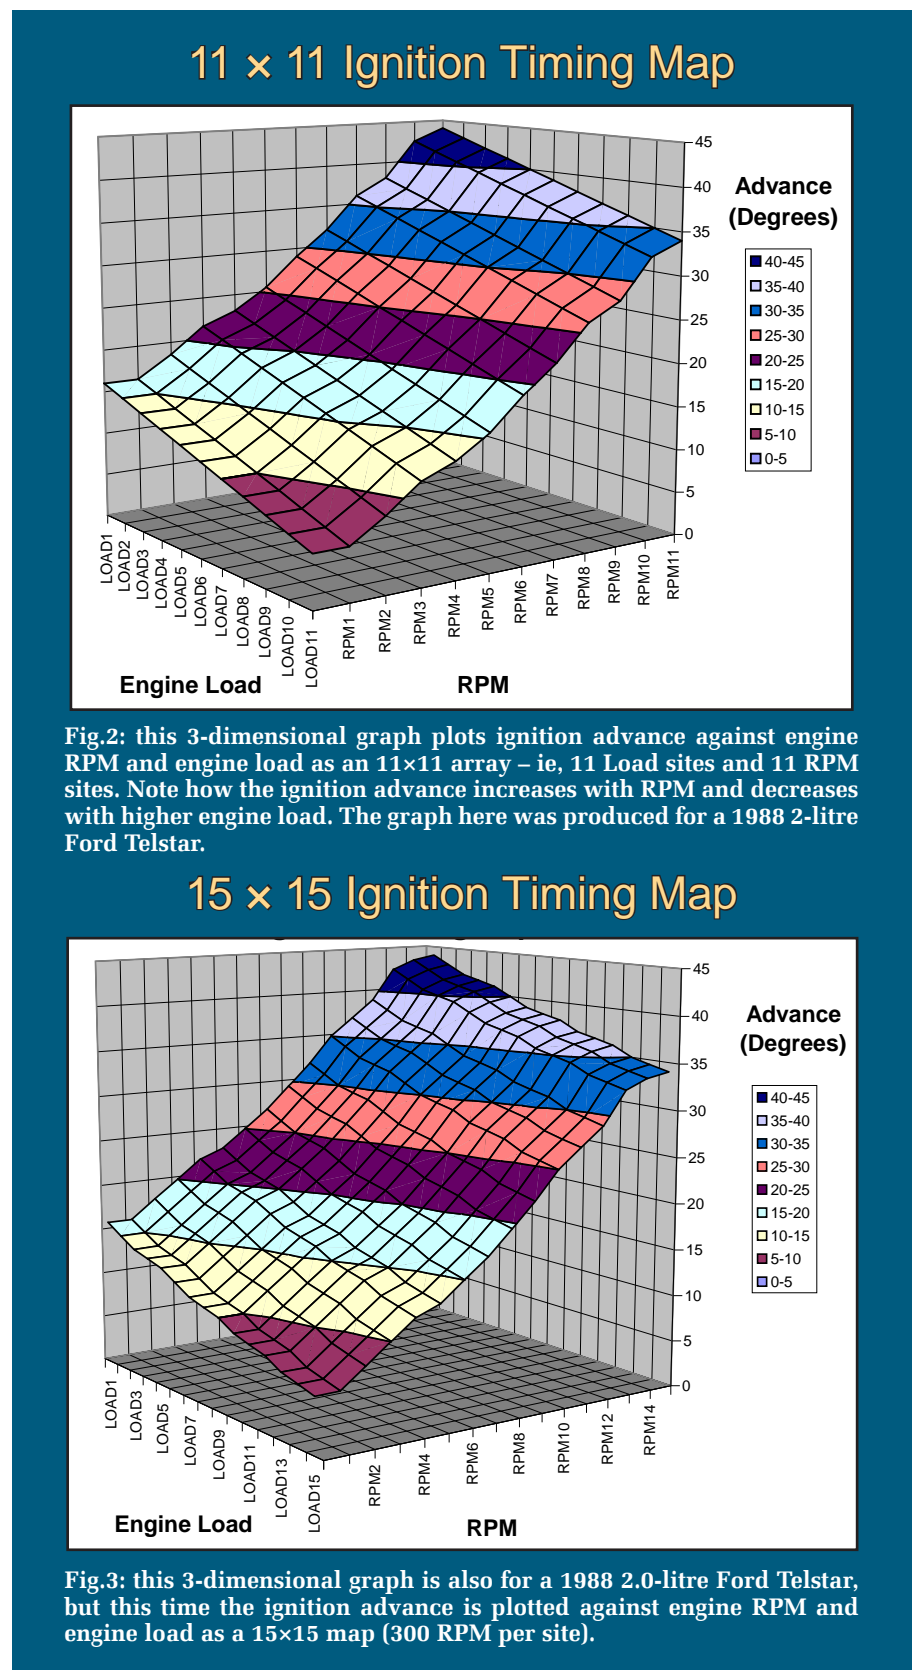 11 × 11 Ignition Timing Map
45
40
35
30
25
20
15
10
5
0
Advance
(Degrees)
40-45
35-40
30-35
25-30
20-25
15-20
10-15
5-10
0-5
LOAD1
LOAD2
LOAD3
LOAD4
LOAD5
LOAD6
LOAD7
LOAD8
LOAD9
LOAD10
LOAD11
RPM1
RPM2
RPM3
RPM4
RPM5
RPM6
RPM7
RPM8
RPM9
RPM10
RPM11
Engine Load
RPM
Fig.2: this 3-dimensional graph plots ignition advance against engine
RPM and engine load as an 11×11 array – ie, 11 Load sites and 11 RPM
sites. Note how the ignition advance increases with RPM and decreases
with higher engine load. The graph here was produced for a 1988 2-litre
Ford Telstar.
15 × 15 Ignition Timing Map
45
40
35
30
25
20
15
10
5
0
Advance
(Degrees)
40-45
35-40
30-35
25-30
20-25
15-20
10-15
5-10
0-5
LOAD1
LOAD3
LOAD5
LOAD7
LOAD9
LOAD11
LOAD13
LOAD15
RPM2
RPM4
RPM6
RPM8
RPM10
RPM12
RPM14
Engine Load
RPM
Fig.3: this 3-dimensional graph is also for a 1988 2.0-litre Ford Telstar,
but this time the ignition advance is plotted against engine RPM and
engine load as a 15×15 map (300 RPM per site).